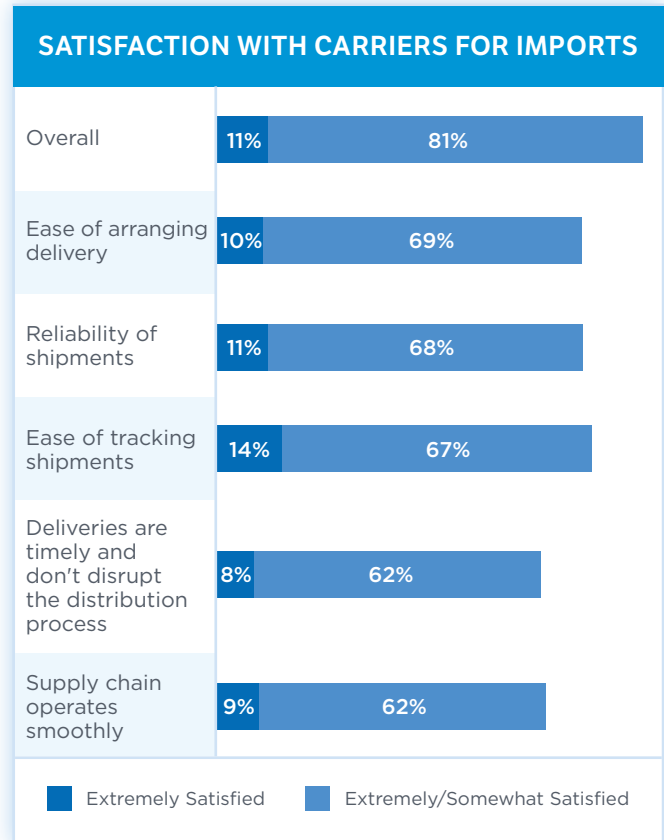 SATISFACTION WITH CARRIERS FOR IMPORTS
Overall
11% 81%
Ease of arranging
delivery
10% 69%
Reliability of
shipments
11% 68%
Ease of tracking
shipments
14% 67%
Deliveries are
timely and
don't disrupt
the distribution
process
8% 62%
Supply chain
operates
smoothly
9% 62%
Extremely Satisfied
Extremely/Somewhat Satisfied